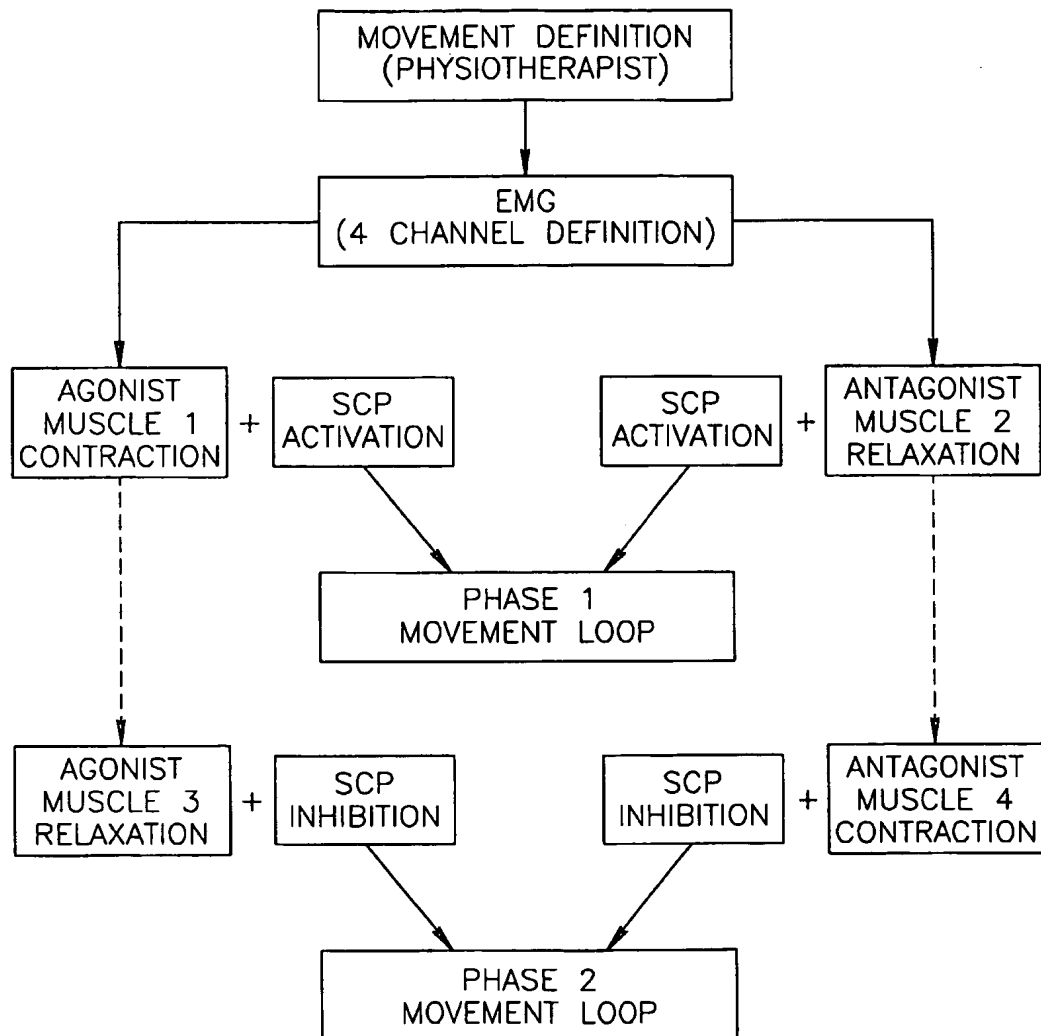 MOVEMENT DEFINITION
(PHYSIOTHERAPIST)
EMG
(4 CHANNEL DEFINITION)
AGONIST
MUSCLE 1
CONTRACTION
+
SCP
ACTIVATION
SCP
ACTIVATION
+
ANTAGONIST
MUSCLE 2
RELAXATION
PHASE 1
MOVEMENT LOOP
AGONIST
MUSCLE 3
RELAXATION
+
SCP
INHIBITION
SCP
INHIBITION
+
ANTAGONIST
MUSCLE 4
CONTRACTION
PHASE 2
MOVEMENT LOOP